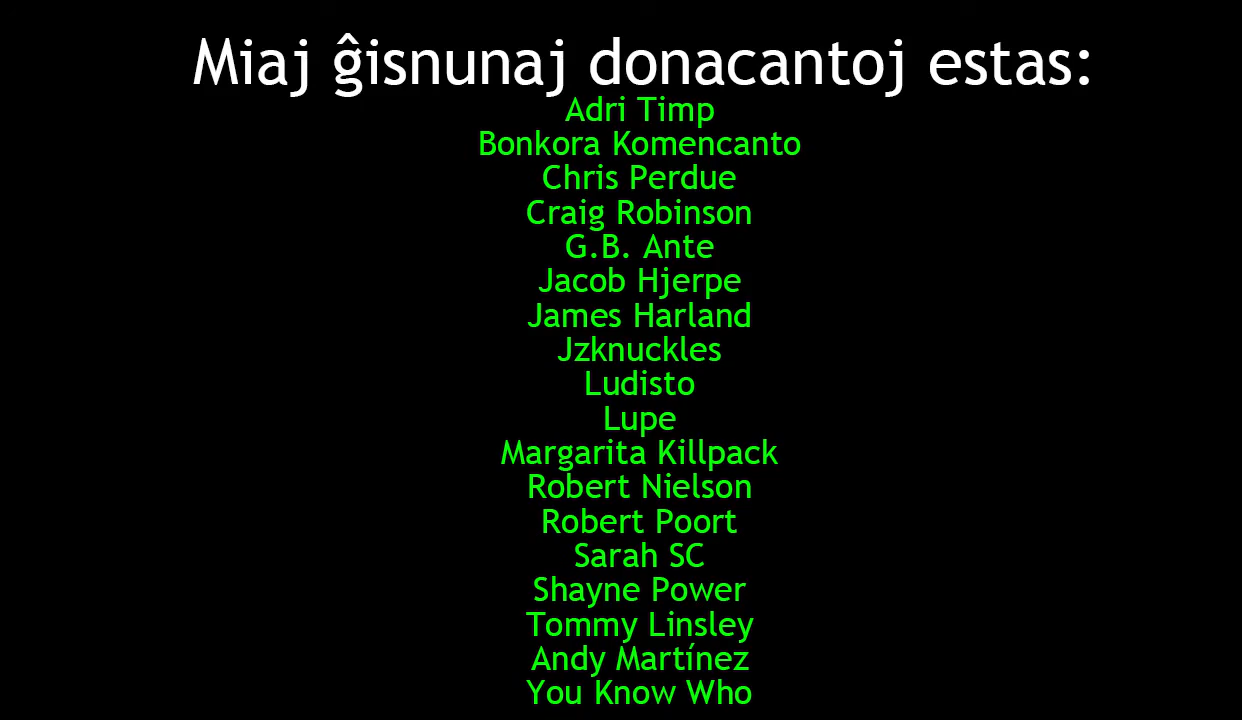 Miaj ĝisnunaj donacantoj estas:
Adri Timp
Bonkora Komencanto
Chris Perdue
Craig Robinson
G.B. Ante
Jacob Hjerpe
James Harland
Jzknuckles
Ludisto
Lupe
Margarita Killpack
Robert Nielson
Robert Poort
Sarah SC
Shayne Power
Tommy Linsley
Andy Martínez
You Know Who